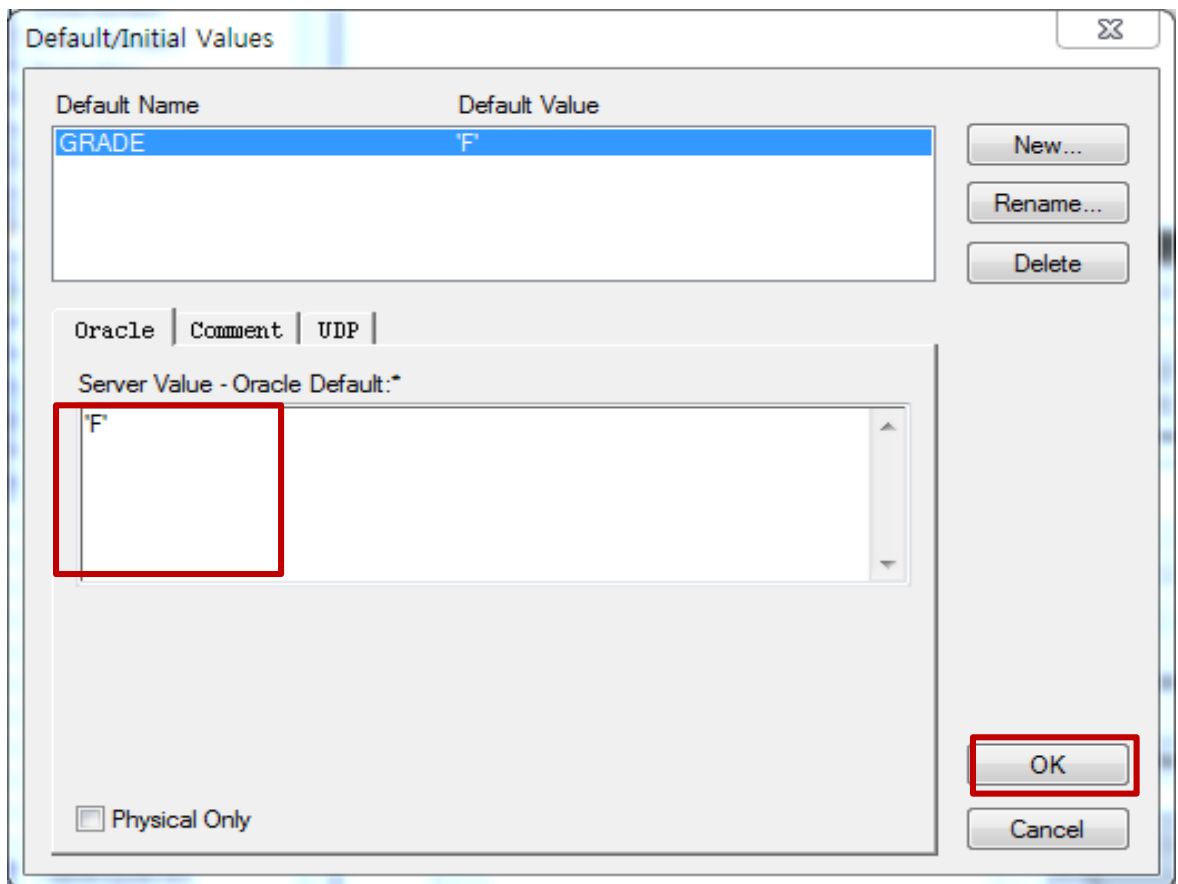 Default/Initial Values
Default Name Default Value
GRADE 'F'
New...
Rename...
Delete
Oracle Comment UDP
Server Value - Oracle Default:*
'F'
OK
Physical Only
Cancel